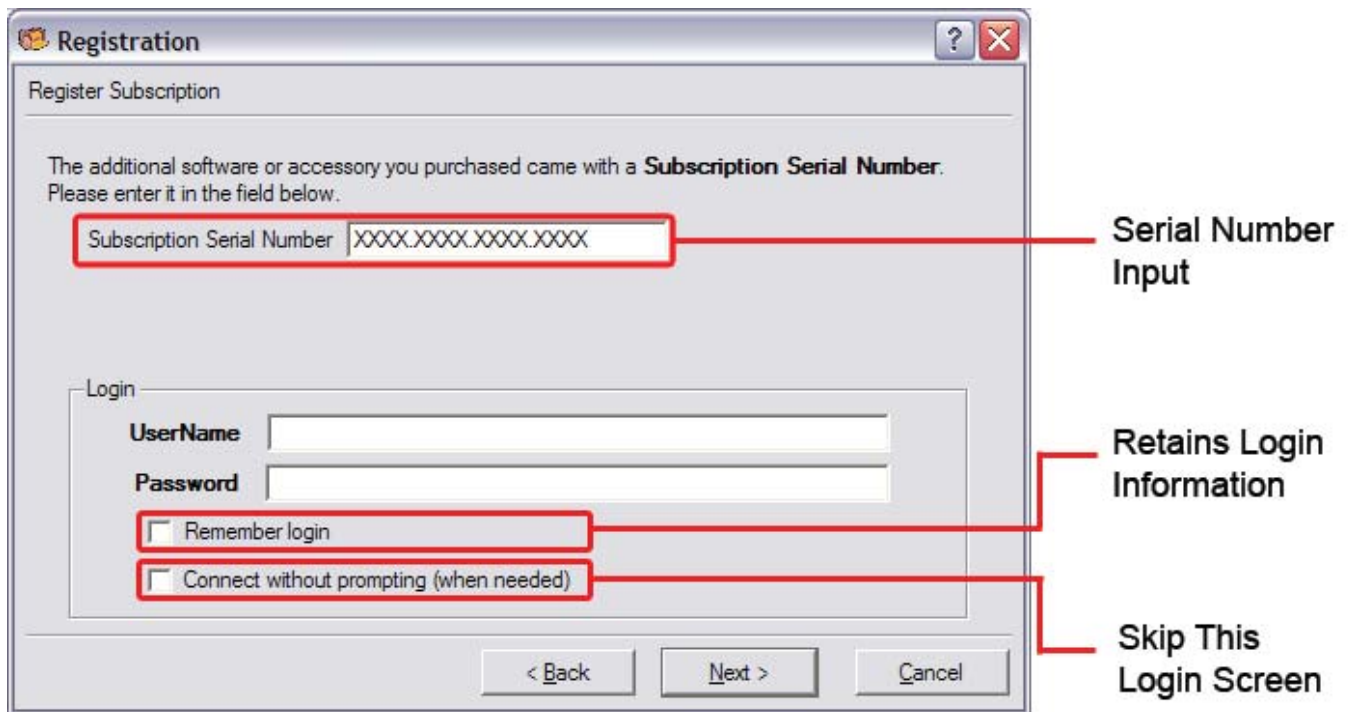 Registration
?
Register Subscription
The additional software or accessory you purchased came with a Subscription Serial Number.
Please enter it in the field below.
Subscription Serial Number XXXX.XXXX.XXXX.XXXX
Serial Number
Input
Login
UserName
Password
Remember login
Connect without prompting (when needed)
Retains Login
Information
Skip This
Login Screen
< Back
Next >
Cancel